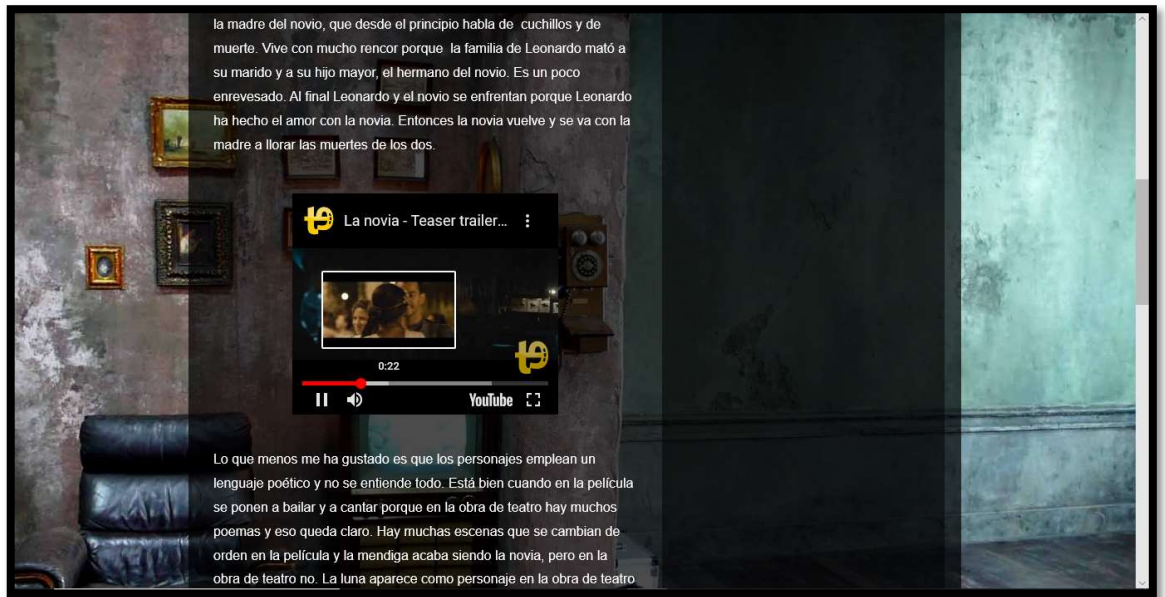 la madre del novio, que desde el principio habla de cuchillos y de
muerte. Vive con mucho rencor porque la familia de Leonardo mató a
su marido y a su hijo mayor, el hermano del novio. Es un poco
enrevesado. Al final Leonardo y el novio se enfrentan porque Leonardo
ha hecho el amor con la novia. Entonces la novia vuelve y se va con la
madre a llorar las muertes de los dos.
te La novia - Teaser trailer...
te
0:22
YouTube
Lo que menos me ha gustado es que los personajes emplean un
lenguaje poético y no se entiende todo. Está bien cuando en la película
se ponen a bailar y a cantar porque en la obra de teatro hay muchos
poemas y eso queda claro. Hay muchas escenas que se cambian de
orden en la película y la mendiga acaba siendo la novia, pero en la
obra de teatro no. La luna aparece como personaje en la obra de teatro